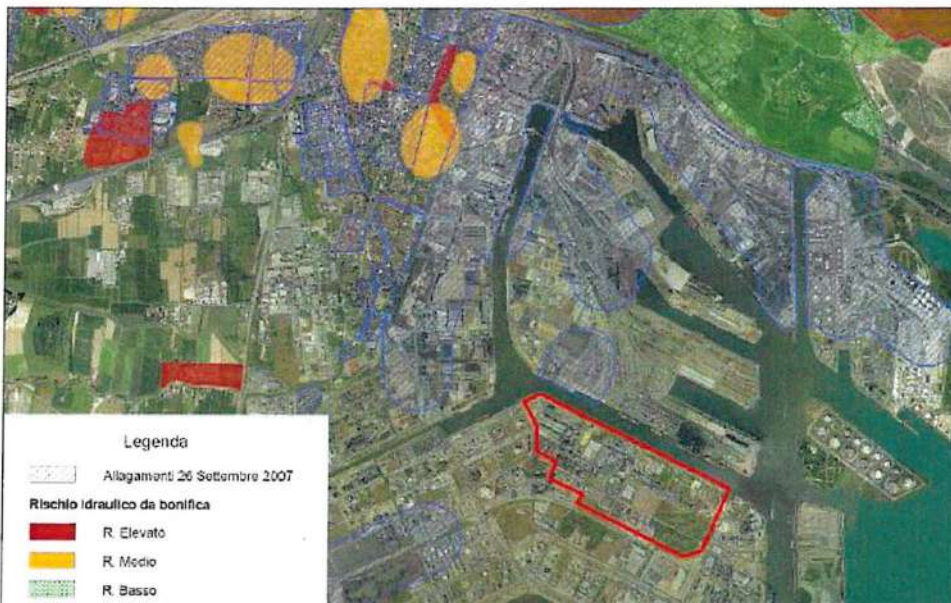 Legenda
Allagamenti 26 Settembre 2007
Rischio idraulico da bonifica
R. Elevato
R. Medio
R. Basso